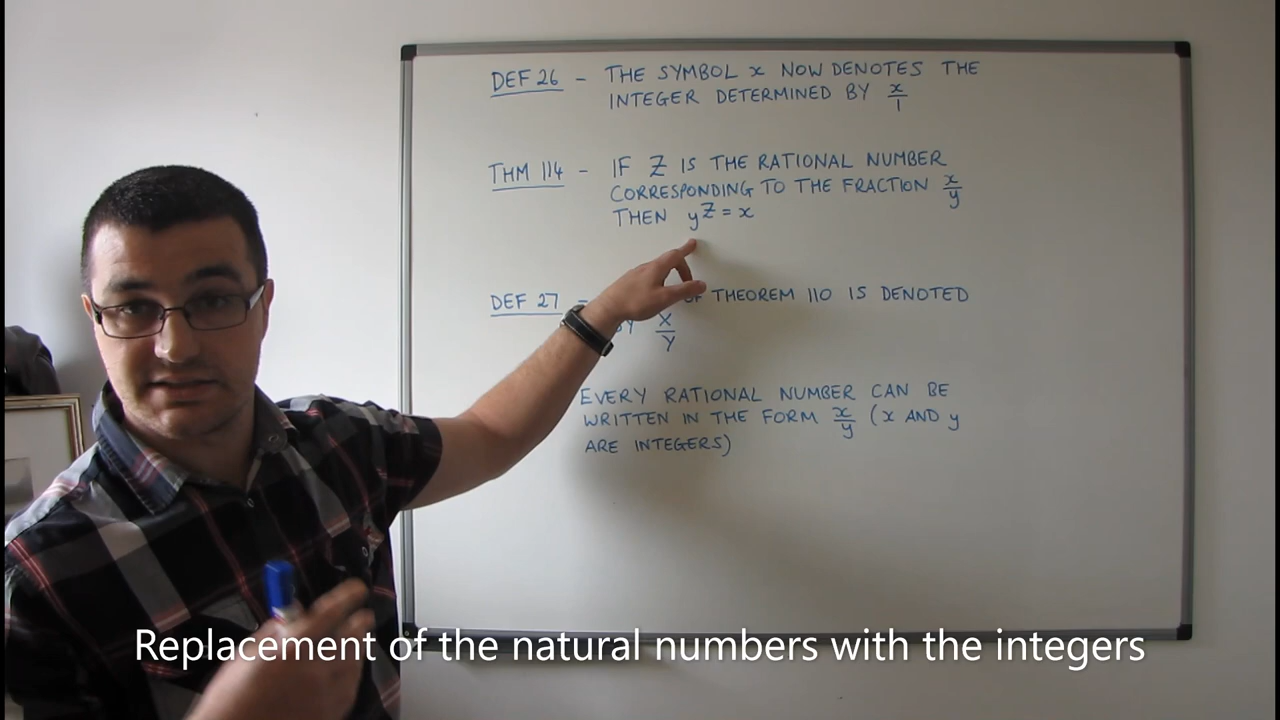 DEF 26 - THE SYMBOL x NOW DENOTES THE
INTEGER DETERMINED BY x/1
THM 114 - IF Z IS THE RATIONAL NUMBER
CORRESPONDING TO THE FRACTION x/y
THEN yZ = x
DEF 27 - OF THEOREM 110 IS DENOTED
BY X/Y
EVERY RATIONAL NUMBER CAN BE
WRITTEN IN THE FORM x/y (x AND y
ARE INTEGERS)
Replacement of the natural numbers with the integers